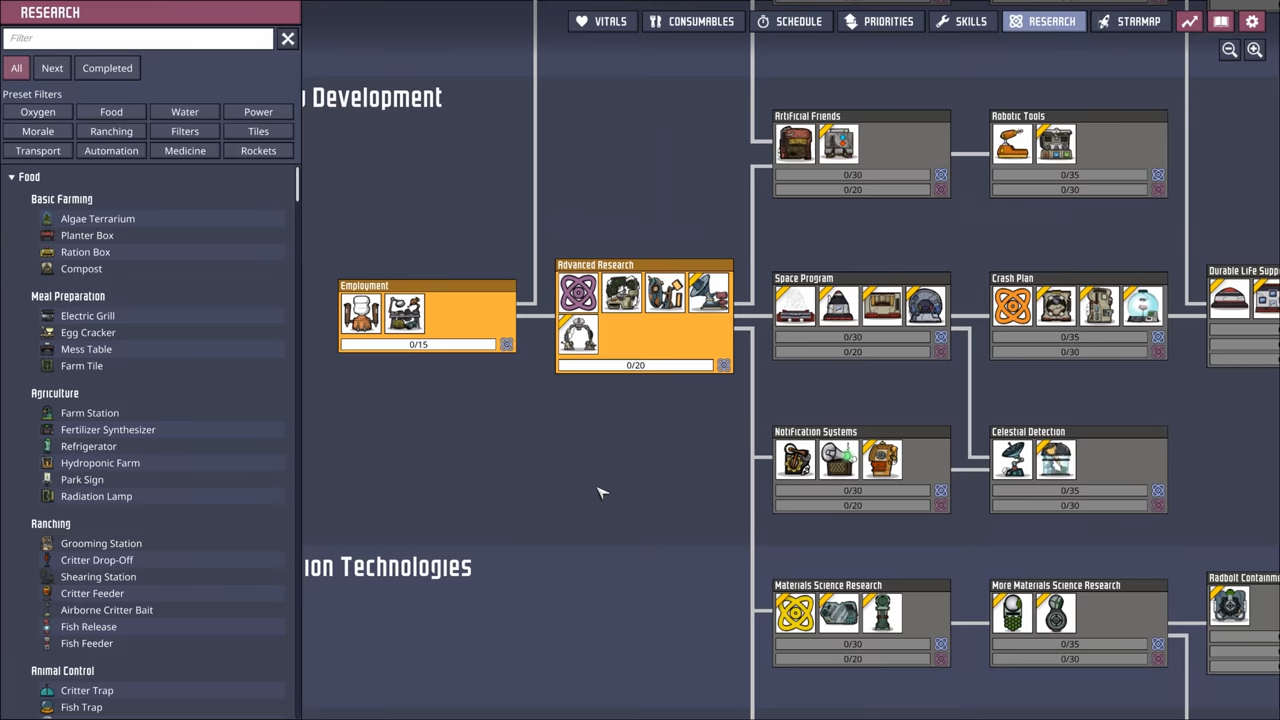 RESEARCH
VITALS
CONSUMABLES
SCHEDULE
PRIORITIES
SKILLS
RESEARCH
STARMAP
Filter
All
Next
Completed
Preset Filters
Oxygen
Food
Water
Power
Morale
Ranching
Filters
Tiles
Transport
Automation
Medicine
Rockets
Food
Basic Farming
Algae Terrarium
Planter Box
Ration Box
Compost
Meal Preparation
Electric Grill
Egg Cracker
Mess Table
Farm Tile
Agriculture
Farm Station
Fertilizer Synthesizer
Refrigerator
Hydroponic Farm
Park Sign
Radiation Lamp
Ranching
Grooming Station
Critter Drop-Off
Shearing Station
Critter Feeder
Airborne Critter Bait
Fish Release
Fish Feeder
Animal Control
Critter Trap
Fish Trap
Development
Employment
0/15
Advanced Research
0/20
Artificial Friends
0/30
0/20
Robotic Tools
0/35
0/30
Space Program
0/30
0/20
Crash Plan
0/35
0/30
Durable Life Supp
Notification Systems
0/30
0/20
Celestial Detection
0/35
0/30
ion Technologies
Materials Science Research
0/30
0/20
More Materials Science Research
0/35
0/30
Radbolt Containm